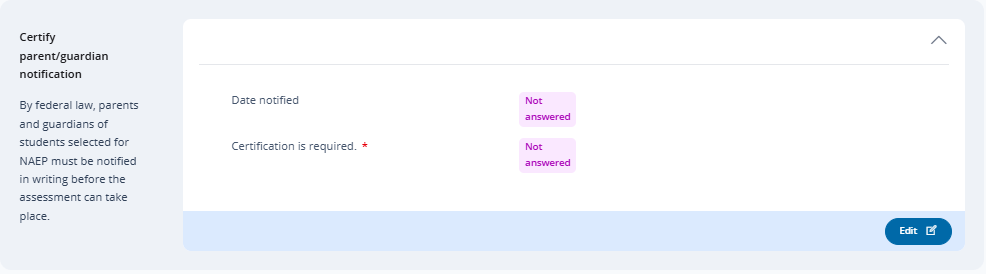 Certify
parent/guardian
notification
By federal law, parents
and guardians of
students selected for
NAEP must be notified
in writing before the
assessment can take
place.
Date notified
Not
answered
Certification is required. *
Not
answered
Edit